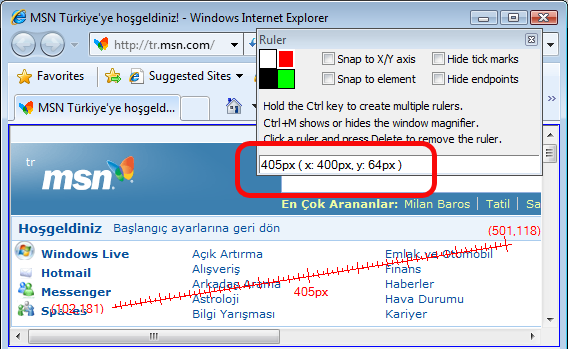 MSN Türkiye'ye hoşgeldiniz! - Windows Internet Explorer
http://tr.msn.com/
Favorites
Suggested Sites
MSN Türkiye'ye hoşgeld...
Ruler
Snap to X/Y axis
Hide tick marks
Snap to element
Hide endpoints
Hold the Ctrl key to create multiple rulers.
Ctrl+M shows or hides the window magnifier.
Click a ruler and press Delete to remove the ruler.
405px ( x: 400px, y: 64px )
tr
msn
En Çok Arananlar: Milan Baros | Tatil | Sa
Hoşgeldiniz Başlangıç ayarlarına geri dön
(501,118)
Windows Live Açık Artırma Emlak ve Otomobil
Hotmail Alışveriş Finans
Messenger Arkadan Arama 405px Haberler
Astroloji Hava Durumu
(102,181)
Spaces Bilgi Yarışması Kariyer